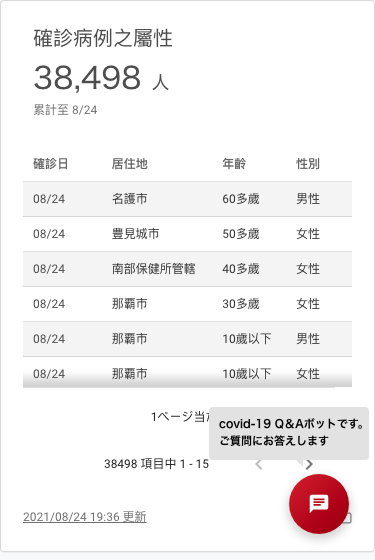 確診病例之屬性
38,498 人
累計至 8/24
確診日 居住地 年齡 性別
08/24 名護市 60多歲 男性
08/24 豊見城市 50多歲 女性
08/24 南部保健所管轄 40多歲 女性
08/24 那覇市 30多歲 女性
08/24 那覇市 10歲以下 男性
08/24 那覇市 10歲以下 女性
1ページ当
covid-19 Q&Aボットです。
ご質問にお答えします
38498 項目中 1 - 15
2021/08/24 19:36 更新